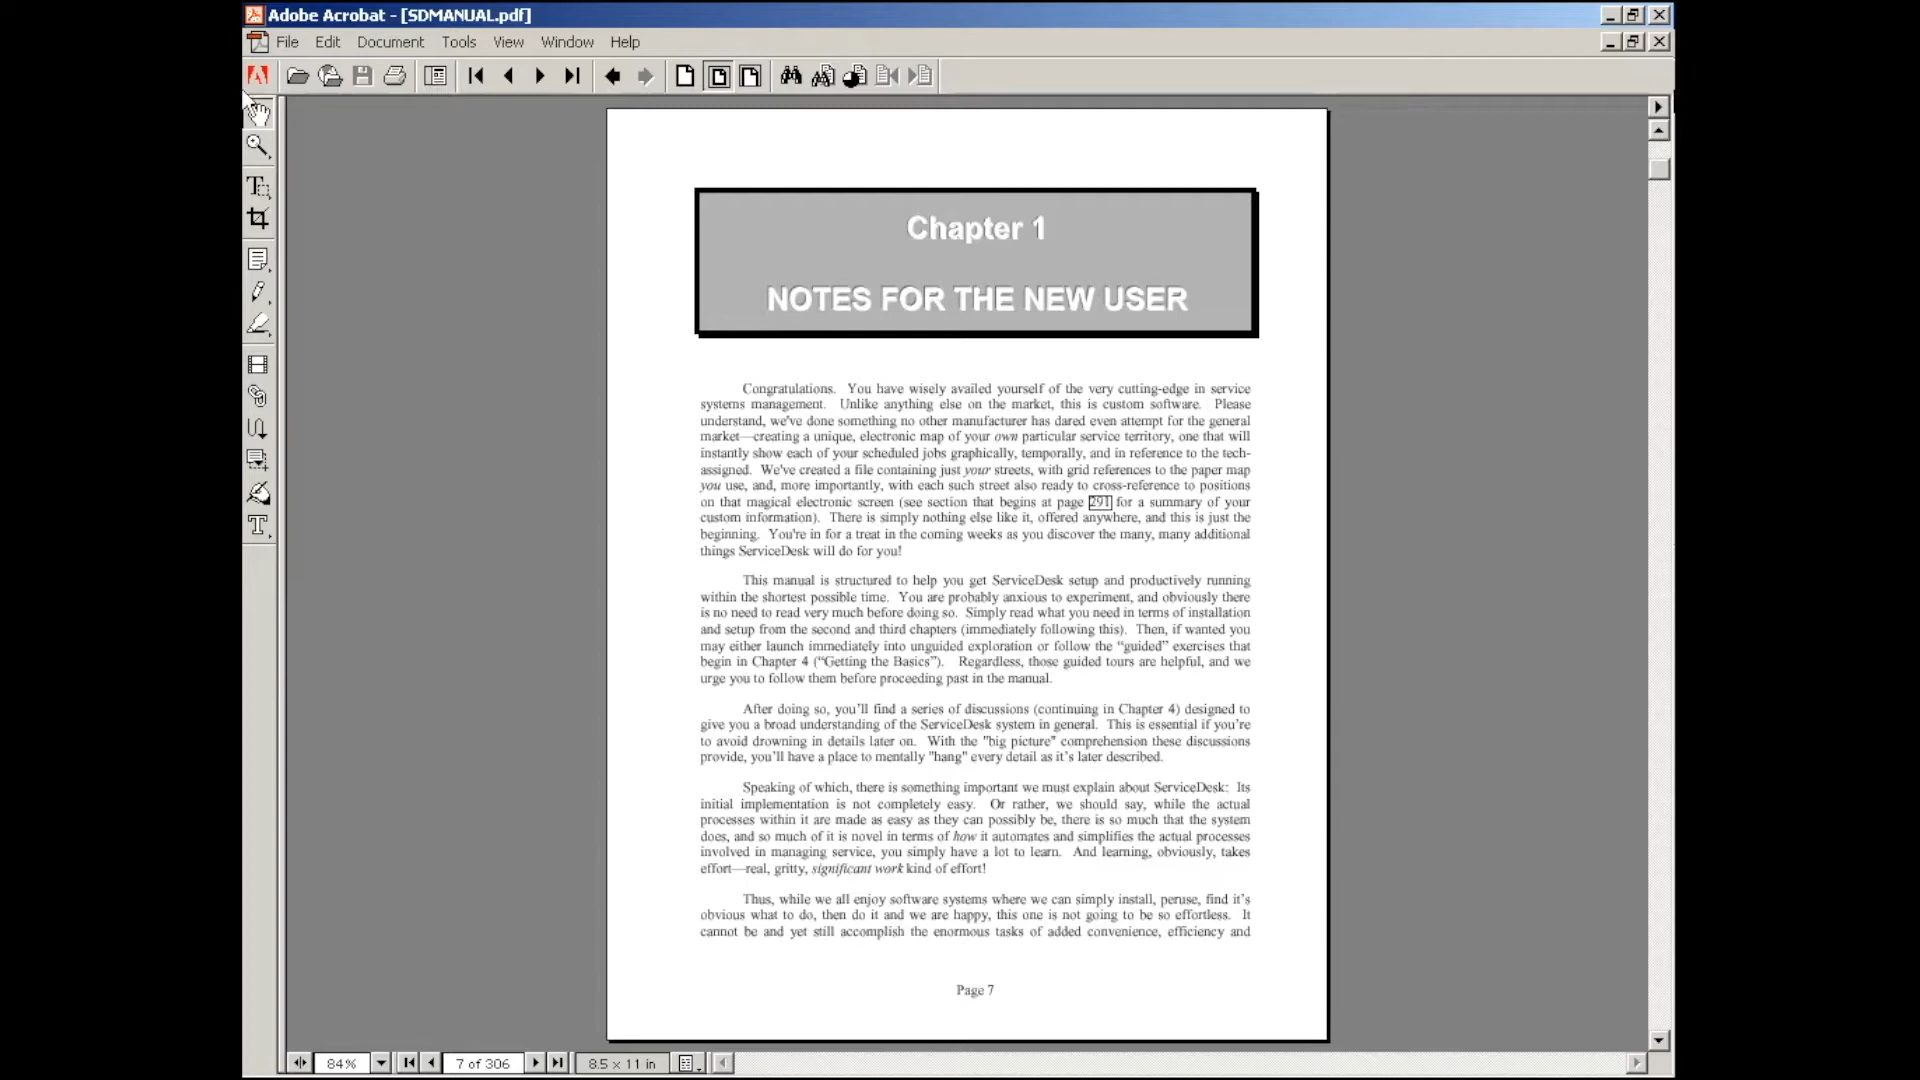 Adobe Acrobat - [SDMANUAL.pdf]
File Edit Document Tools View Window Help
Chapter 1
NOTES FOR THE NEW USER
Congratulations. You have wisely availed yourself of the very cutting-edge in service
systems management. Unlike anything else on the market, this is custom software. Please
understand, we've done something no other manufacturer has dared even attempt for the general
market—creating a unique, electronic map of your own particular service territory, one that will
instantly show each of your scheduled jobs graphically, temporally, and in reference to the tech-
assigned. We've created a file containing just your streets, with grid references to the paper map
you use, and, more importantly, with each such street also ready to cross-reference to positions
on that magical electronic screen (see section that begins at page 291 for a summary of your
custom information). There is simply nothing else like it, offered anywhere, and this is just the
beginning. You're in for a treat in the coming weeks as you discover the many, many additional
things ServiceDesk will do for you!
This manual is structured to help you get ServiceDesk setup and productively running
within the shortest possible time. You are probably anxious to experiment, and obviously there
is no need to read very much before doing so. Simply read what you need in terms of installation
and setup from the second and third chapters (immediately following this). Then, if wanted you
may either launch immediately into unguided exploration or follow the “guided” exercises that
begin in Chapter 4 (“Getting the Basics”). Regardless, those guided tours are helpful, and we
urge you to follow them before proceeding past in the manual.
After doing so, you’ll find a series of discussions (continuing in Chapter 4) designed to
give you a broad understanding of the ServiceDesk system in general. This is essential if you’re
to avoid drowning in details later on. With the "big picture" comprehension these discussions
provide, you’ll have a place to mentally "hang" every detail as it’s later described.
Speaking of which, there is something important we must explain about ServiceDesk: Its
initial implementation is not completely easy. Or rather, we should say, while the actual
processes within it are made as easy as they can possibly be, there is so much that the system
does, and so much of it is novel in terms of how it automates and simplifies the actual processes
involved in managing service, you simply have a lot to learn. And learning, obviously, takes
effort—real, gritty, significant work kind of effort!
Thus, while we all enjoy software systems where we can simply install, peruse, find it’s
obvious what to do, then do it and we are happy, this one is not going to be so effortless. It
cannot be and yet still accomplish the enormous tasks of added convenience, efficiency and
Page 7
84% 7 of 306 8.5 x 11 in